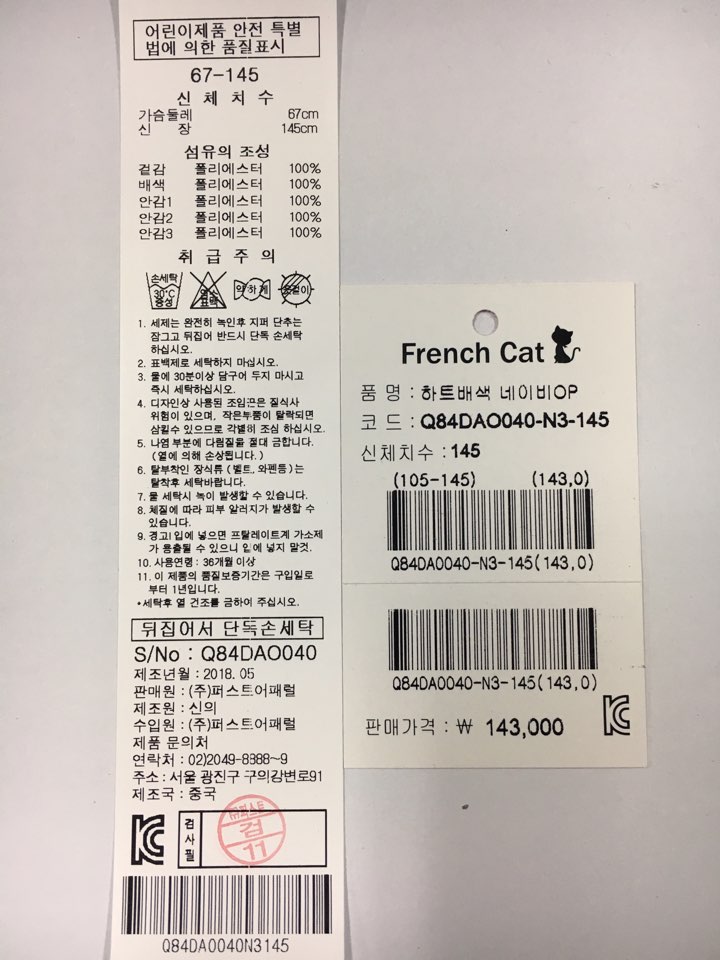 어린이제품 안전 특별
법에 의한 품질표시
67-145
신 체 치 수
가슴둘레 67cm
신 장 145cm
섬유의 조성
겉감 폴리에스터 100%
배색 폴리에스터 100%
안감1 폴리에스터 100%
안감2 폴리에스터 100%
안감3 폴리에스터 100%
취 급 주 의
손세탁
30°C
중성
염소
표백
약하게
옷걸이
1. 세제는 완전히 녹인후 지퍼 단추는
잠그고 뒤집어 반드시 단독 손세탁
하십시오.
2. 표백제로 세탁하지 마십시오.
3. 물에 30분이상 담구어 두지 마시고
즉시 세탁하십시오.
4. 디자인상 사용된 조임끈은 질식사
위험이 있으며, 작은부품이 탈락되면
삼킬수 있으므로 각별히 조심 하십시오.
5. 나염 부분에 다림질을 절대 금합니다.
(열에 의해 손상됩니다.)
6. 탈부착인 장식류 (벨트, 와펜등)는
탈착후 세탁바랍니다.
7. 물 세탁시 녹이 발생할 수 있습니다.
8. 체질에 따라 피부 알러지가 발생할 수
있습니다.
9. 경고! 입에 넣으면 프탈레이트계 가소제
가 용출될 수 있으니 입에 넣지 말것.
10. 사용연령 : 36개월 이상
11. 이 제품의 품질보증기간은 구입일로
부터 1년입니다.
*세탁후 열 건조를 금하여 주십시오.
뒤집어서 단독손세탁
S/No : Q84DAO040
제조년월 : 2018. 05
판매원 : (주)퍼스트어패럴
제조원 : 신의
수입원 : (주)퍼스트어패럴
제품 문의처
연락처 : 02)2049-8888~9
주소 : 서울 광진구 구의강변로91
제조국 : 중국
검사필
(주)퍼스트
검
11
Q84DAO040N3145
French Cat
품 명 : 하트배색 네이비OP
코 드 : Q84DAO040-N3-145
신체치수 : 145
(105-145) (143,0)
Q84DAO040-N3-145(143,0)
Q84DAO040-N3-145(143,0)
판매가격 : ₩ 143,000